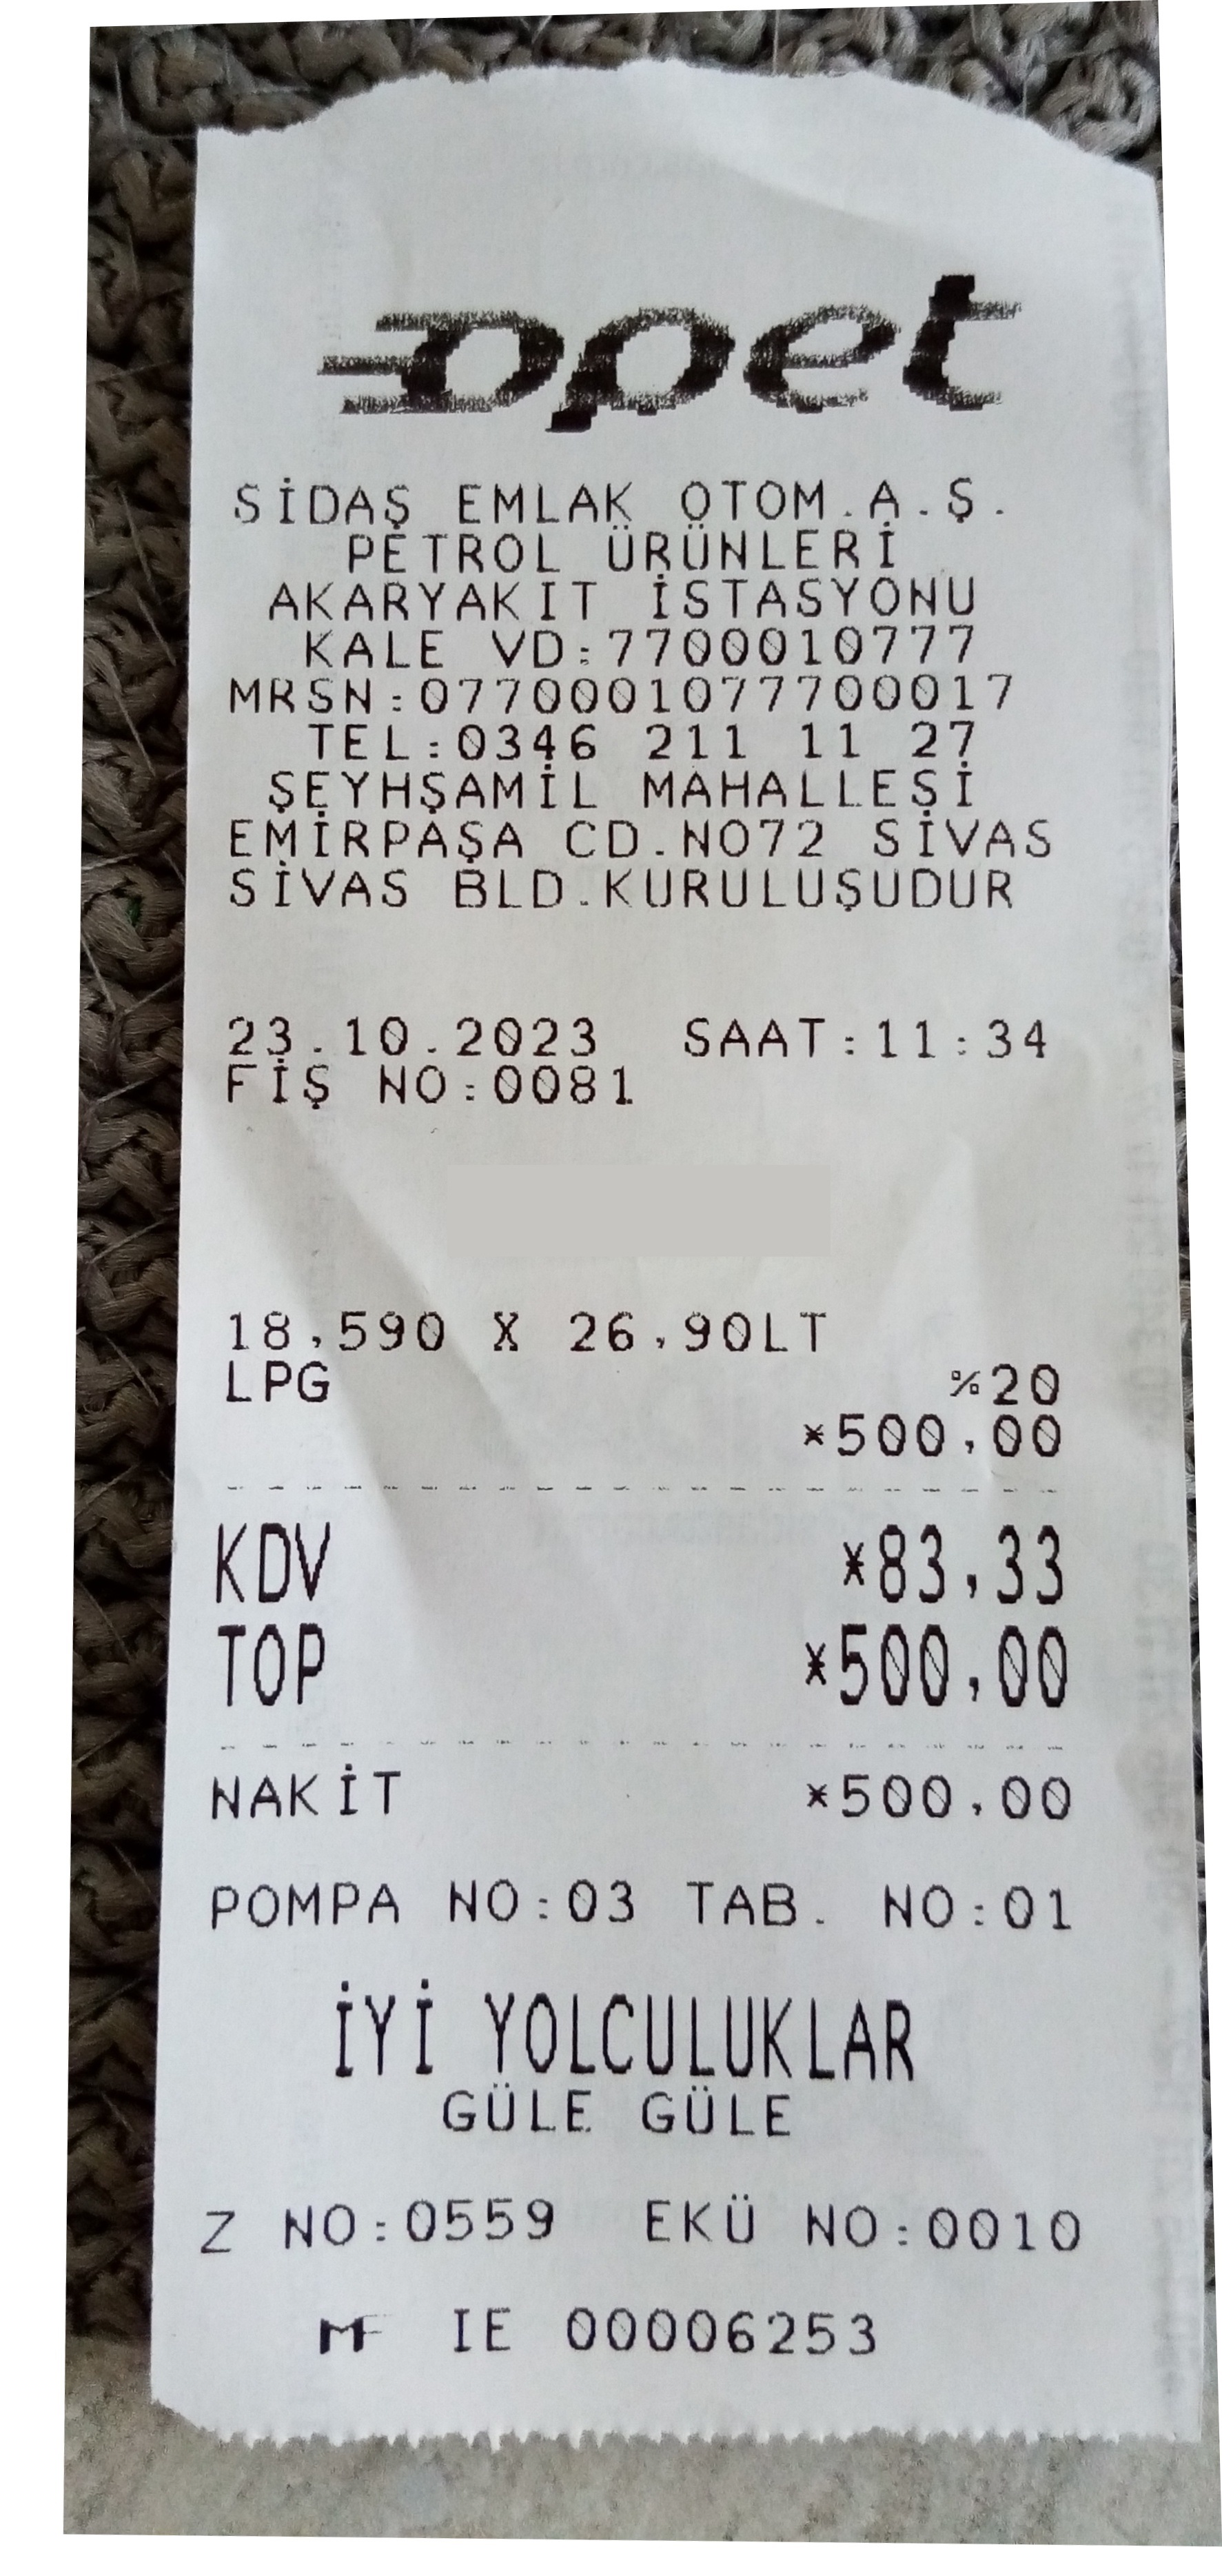 opet
SİDAŞ EMLAK OTOM.A.Ş.
PETROL ÜRÜNLERİ
AKARYAKIT İSTASYONU
KALE VD:7700010777
MRSN:0770001077700017
TEL:0346 211 11 27
ŞEYHŞAMİL MAHALLESİ
EMİRPAŞA CD.NO72 SİVAS
SİVAS BLD.KURULUŞUDUR
23.10.2023 SAAT:11:34
FİŞ NO:0081
18,590 X 26,90LT
LPG %20
*500,00
KDV *83,33
TOP *500,00
NAKİT *500,00
POMPA NO:03 TAB. NO:01
İYİ YOLCULUKLAR
GÜLE GÜLE
Z NO:0559 EKÜ NO:0010
MF IE 00006253